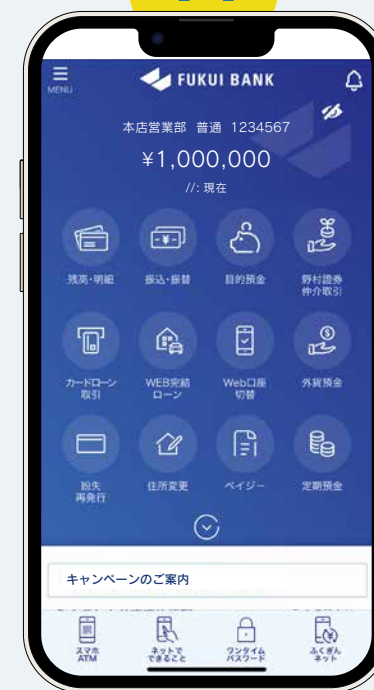 MENU
FUKUI BANK
本店営業部 普通 1234567
¥1,000,000
//: 現在
残高・明細
振込・振替
目的預金
野村證券
仲介取引
カードローン
取引
WEB完結
ローン
Web口座
切替
外貨預金
紛失
再発行
住所変更
ペイジー
定期預金
キャンペーンのご案内
スマホ
ATM
ネットで
できること
ワンタイム
パスワード
ふくぎん
ネット